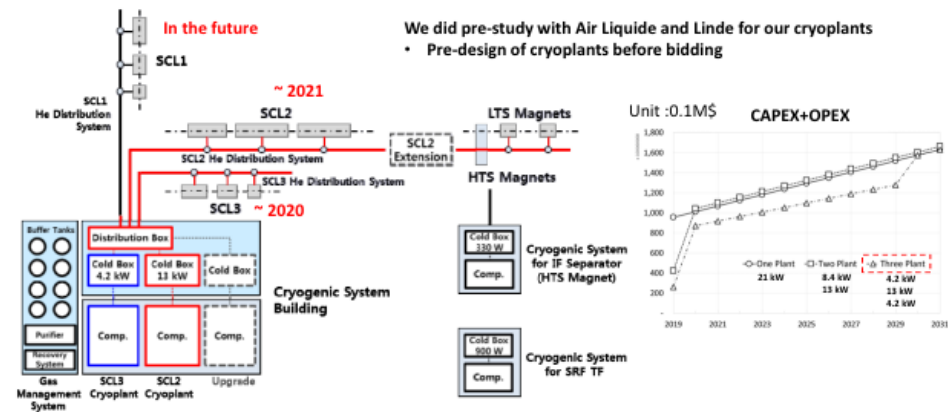 In the future
We did pre-study with Air Liquide and Linde for our cryoplants
• Pre-design of cryoplants before bidding
SCL1
SCL1
He Distribution
System
~ 2021
SCL2
SCL2 He Distribution System
SCL2
Extension
LTS Magnets
HTS Magnets
SCL3 He Distribution System
SCL3
~ 2020
Buffer Tanks
Purifier
Recovery
System
Gas
Management
System
Distribution Box
Cold Box
4.2 kW
Cold Box
13 kW
Cold Box
Comp.
Comp.
Comp.
SCL3
Cryoplant
SCL2
Cryoplant
Upgrade
Cryogenic System
Building
Cold Box
330 W
Comp.
Cryogenic System
for IF Separator
(HTS Magnet)
Cold Box
900 W
Comp.
Cryogenic System
for SRF TF
Unit :0.1M$
CAPEX+OPEX
1,800
1,600
1,400
1,200
1,000
800
600
400
200
-
2019
2021
2023
2025
2027
2029
2031
One Plant
21 kW
Two Plant
8.4 kW
13 kW
Three Plant
4.2 kW
13 kW
4.2 kW